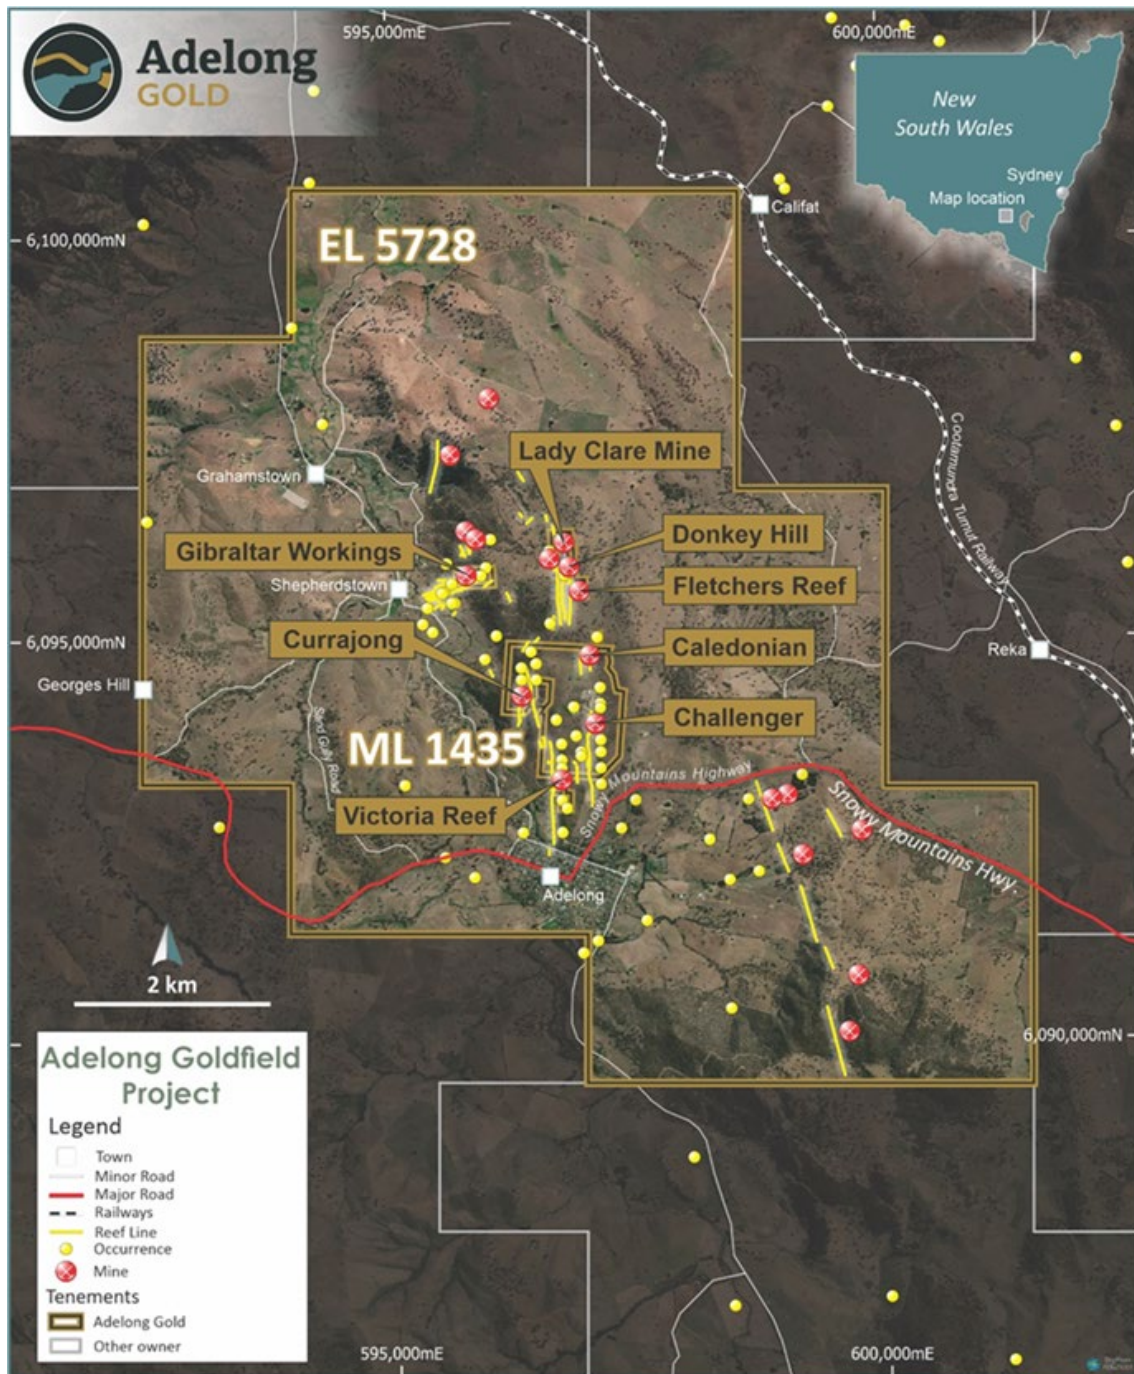 Adelong
GOLD
595,000mE
600,000mE
New
South Wales
Sydney
Map location
Califat
6,100,000mN
EL 5728
Cootamundra Tumut Railway
Lady Clare Mine
Grahamstown
Donkey Hill
Gibraltar Workings
Shepherdstown
Fletchers Reef
Currajong
6,095,000mN
Caledonian
Reka
Georges Hill
Challenger
Sand Gully Road
ML 1435
Snowy Mountains Highway
Victoria Reef
Snowy Mountains Hwy.
Adelong
2 km
6,090,000mN
Adelong Goldfield
Project
Legend
Town
Minor Road
Major Road
Railways
Reef Line
Occurrence
Mine
Tenements
Adelong Gold
Other owner
595,000mE
600,000mE